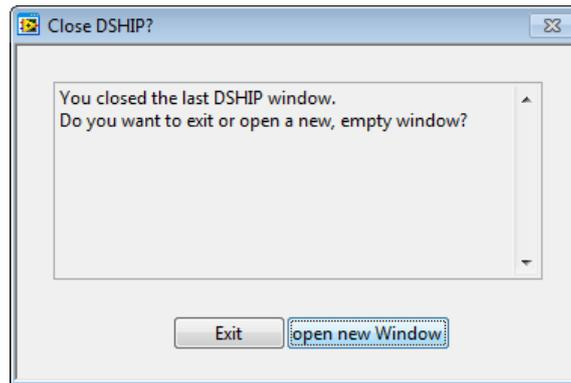 Close DSHIP?
You closed the last DSHIP window.
Do you want to exit or open a new, empty window?
Exit
open new Window